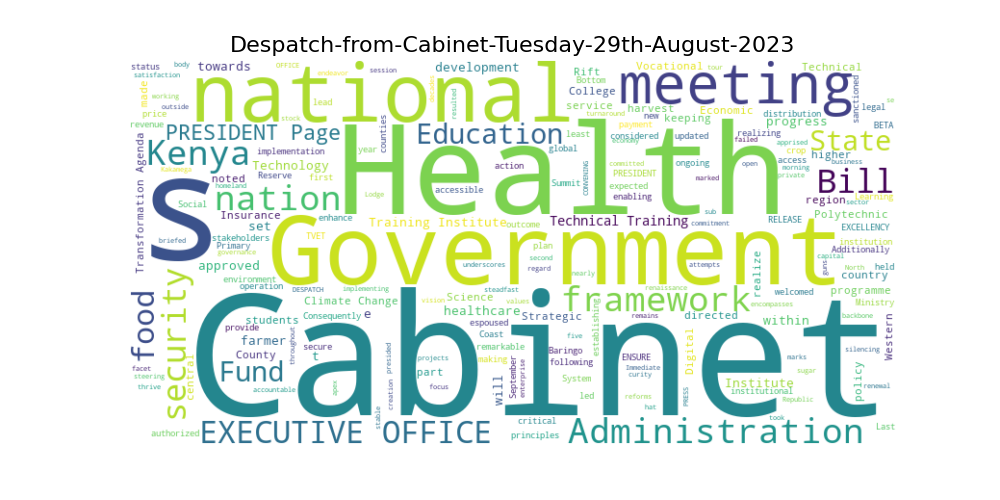 Despatch-from-Cabinet-Tuesday-29th-August-2023
status body OFFICE session development Rift Vocational tour Technical
satisfaction towards endeavor Bottom
working made national lead College meeting sanctioned se
outside price stock resulted service harvest Economic distribution legal
revenue counties new payment turnaround BETA
PRESIDENT Page Education least keeping progress
Kenya implementation year considered updated realizing failed apprised State
Kakamega noted Technology action global economy ongoing access crop higher
homeland Reserve first Health Summit CONVENING committed PRESIDENT open morning business
Transformation Agenda Social nation Lodge accessible expected enabling marked private Bill sector Learning
S Insurance set enhance Training Institute outcome Technical Training sub commitment RELEASE region Polytechnic EXCELLENCY
briefed stakeholders Primary governance TVET Government plan second regard underscores nearly attempts institution Additionally
food security approved environment operation DESPATCH implementing steadfast renaissance realize capital guns North country held
students Climate Change vision Science values framework remains encompasses welcomed programme Ministry
Consequently e healthcare espoused Strategic establishing directed within backbone Western
provide farmer throughout Coast five Digital
County secure t presided remarkable Baringo ENSURE marks silencing
facet central Fund projects part making September enterprise following Immediate curity policy sugar
steering thrive accountable apex creation focus will System reforms PRESS Institute institutional renewal
Cabinet led hat Republic took Last
authorized EXECUTIVE OFFICE stable critical principles Administration